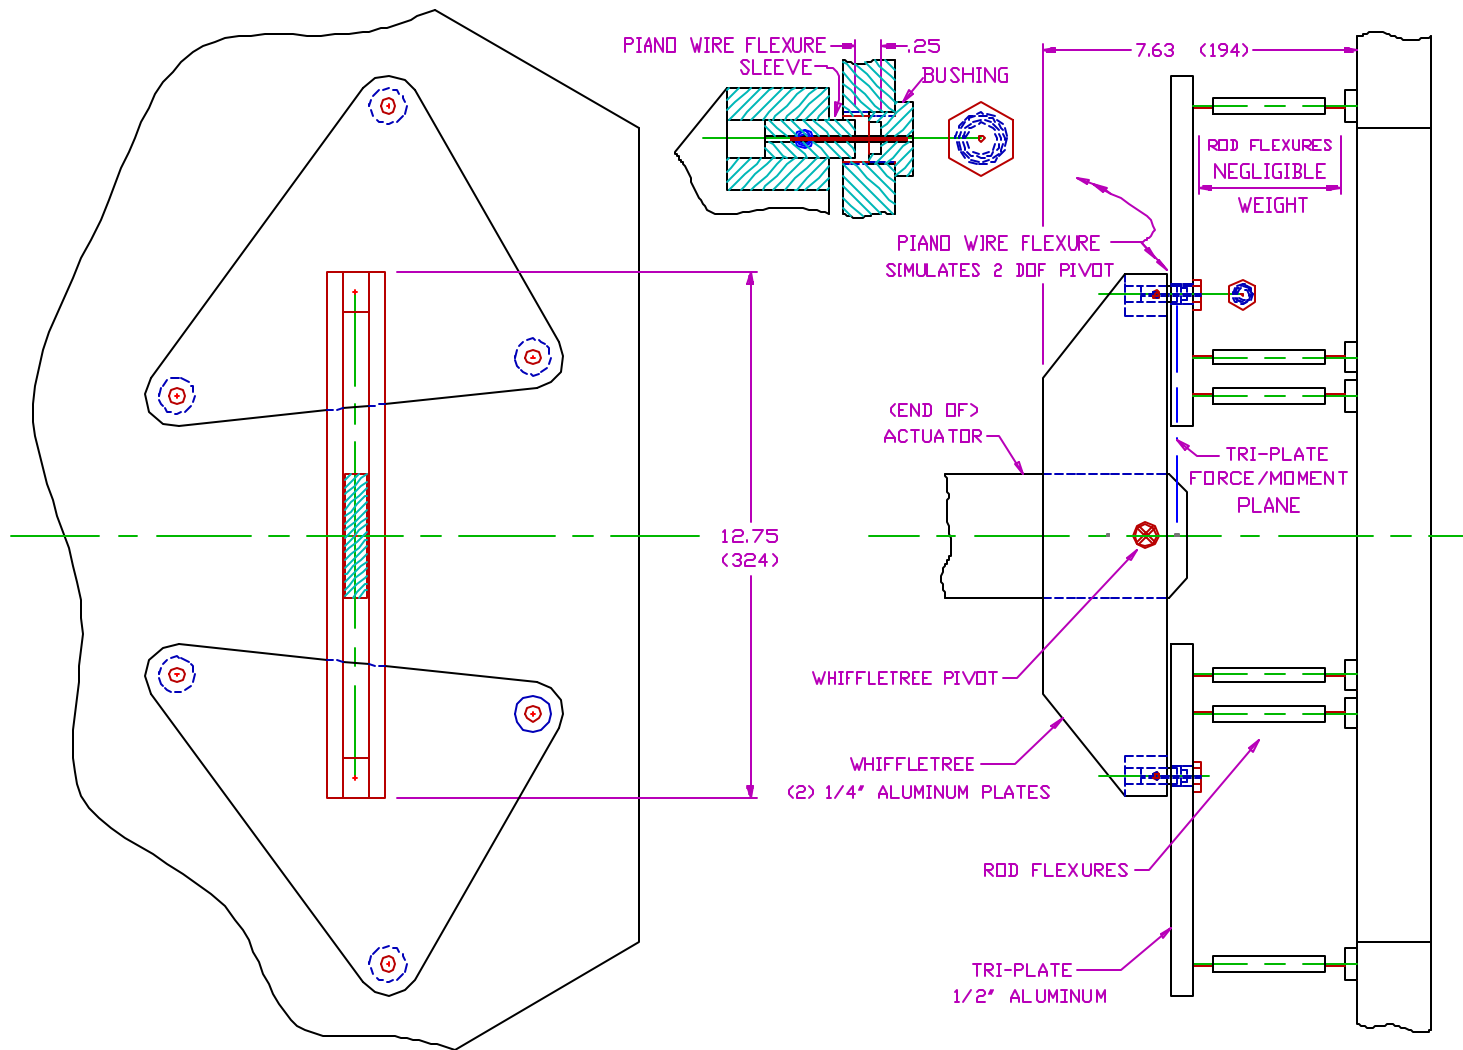 PIANO WIRE FLEXURE
.25
SLEEVE
BUSHING
7.63 (194)
ROD FLEXURES
NEGLIGIBLE
WEIGHT
PIANO WIRE FLEXURE
SIMULATES 2 DOF PIVOT
(END OF)
ACTUATOR
TRI-PLATE
FORCE/MOMENT
PLANE
12.75
(324)
WHIFFLETREE PIVOT
WHIFFLETREE
(2) 1/4" ALUMINUM PLATES
ROD FLEXURES
TRI-PLATE
1/2" ALUMINUM